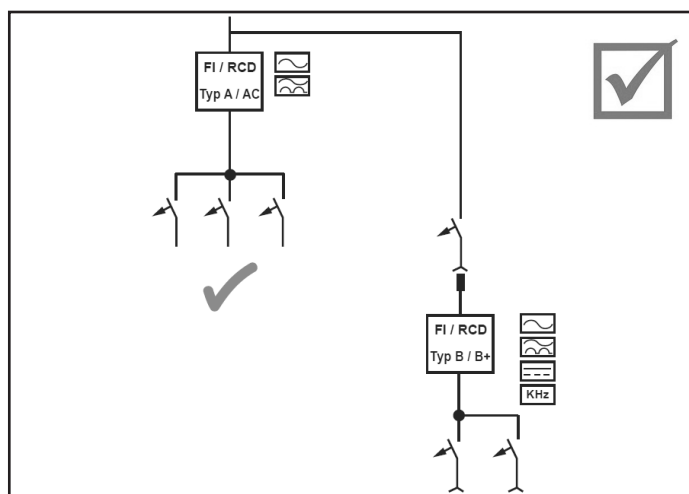 FI / RCD
Typ A / AC
FI / RCD
Typ B / B+
KHz